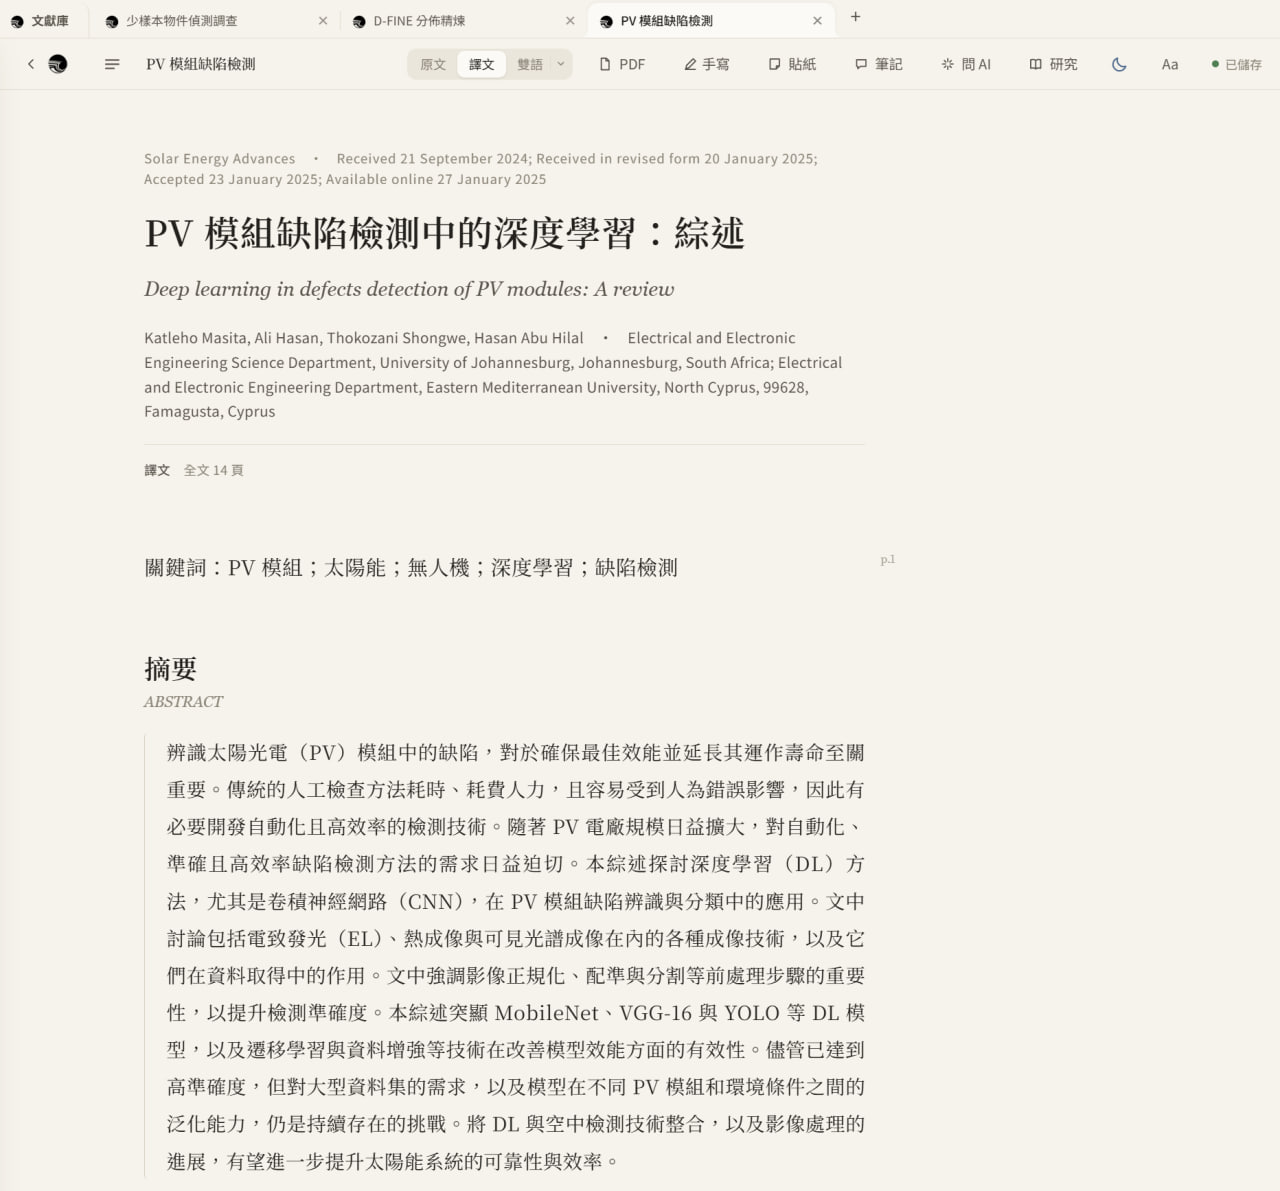 文獻庫 少樣本物件偵測調查 D-FINE 分佈精煉 PV 模組缺陷檢測
PV 模組缺陷檢測 原文 譯文 雙語 PDF 手寫 貼紙 筆記 問 AI 研究 Aa 已儲存
Solar Energy Advances • Received 21 September 2024; Received in revised form 20 January 2025;
Accepted 23 January 2025; Available online 27 January 2025
PV 模組缺陷檢測中的深度學習：綜述
Deep learning in defects detection of PV modules: A review
Katleho Masita, Ali Hasan, Thokozani Shongwe, Hasan Abu Hilal • Electrical and Electronic
Engineering Science Department, University of Johannesburg, Johannesburg, South Africa; Electrical
and Electronic Engineering Department, Eastern Mediterranean University, North Cyprus, 99628,
Famagusta, Cyprus
譯文 全文 14 頁
關鍵詞：PV 模組；太陽能；無人機；深度學習；缺陷檢測 p.1
摘要
ABSTRACT
辨識太陽光電（PV）模組中的缺陷，對於確保最佳效能並延長其運作壽命至關
重要。傳統的人工檢查方法耗時、耗費人力，且容易受到人為錯誤影響，因此有
必要開發自動化且高效率的檢測技術。隨著 PV 電廠規模日益擴大，對自動化、
準確且高效率缺陷檢測方法的需求日益迫切。本綜述探討深度學習（DL）方
法，尤其是卷積神經網路（CNN），在 PV 模組缺陷辨識與分類中的應用。文中
討論包括電致發光（EL）、熱成像與可見光譜成像在內的各種成像技術，以及它
們在資料取得中的作用。文中強調影像正規化、配準與分割等前處理步驟的重要
性，以提升檢測準確度。本綜述突顯 MobileNet、VGG-16 與 YOLO 等 DL 模
型，以及遷移學習與資料增強等技術在改善模型效能方面的有效性。儘管已達到
高準確度，但對大型資料集的需求，以及模型在不同 PV 模組和環境條件之間的
泛化能力，仍是持續存在的挑戰。將 DL 與空中檢測技術整合，以及影像處理的
進展，有望進一步提升太陽能系統的可靠性與效率。